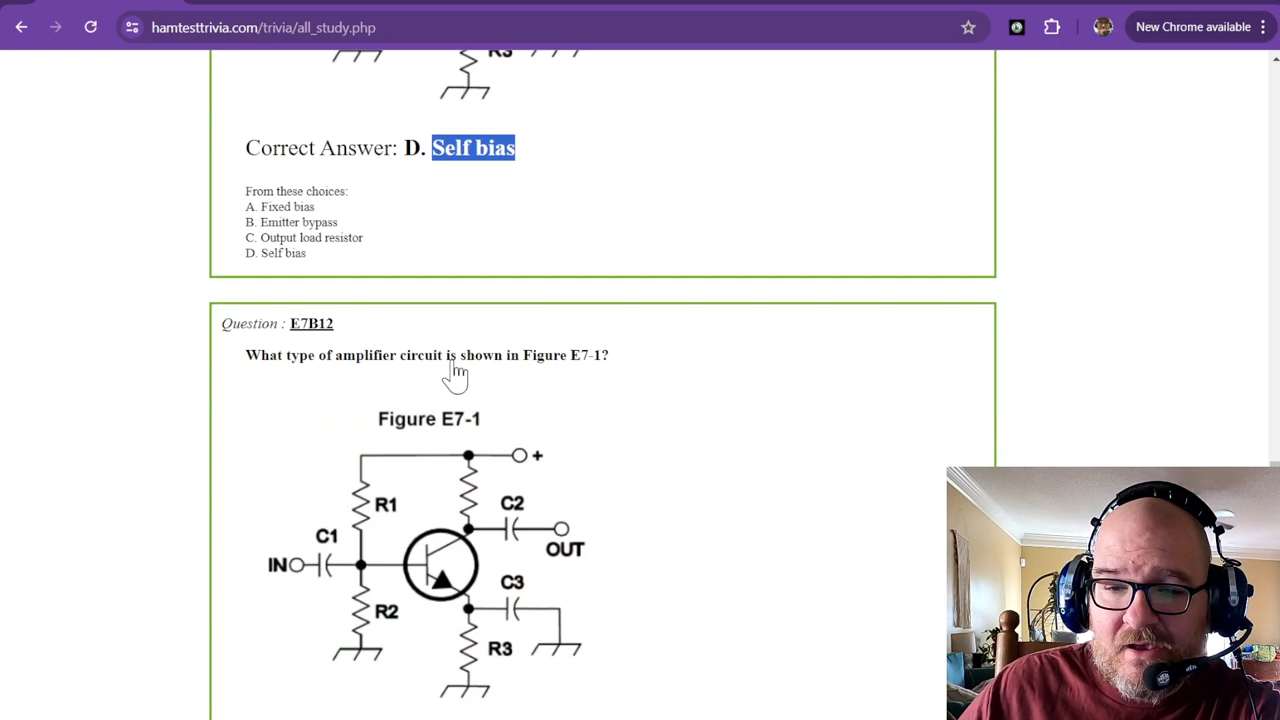 hamtesttrivia.com/trivia/all_study.php
New Chrome available
R3
Correct Answer: D. Self bias
From these choices:
A. Fixed bias
B. Emitter bypass
C. Output load resistor
D. Self bias
Question : E7B12
What type of amplifier circuit is shown in Figure E7-1?
Figure E7-1
+
R1
C2
C1
OUT
IN
C3
R2
R3